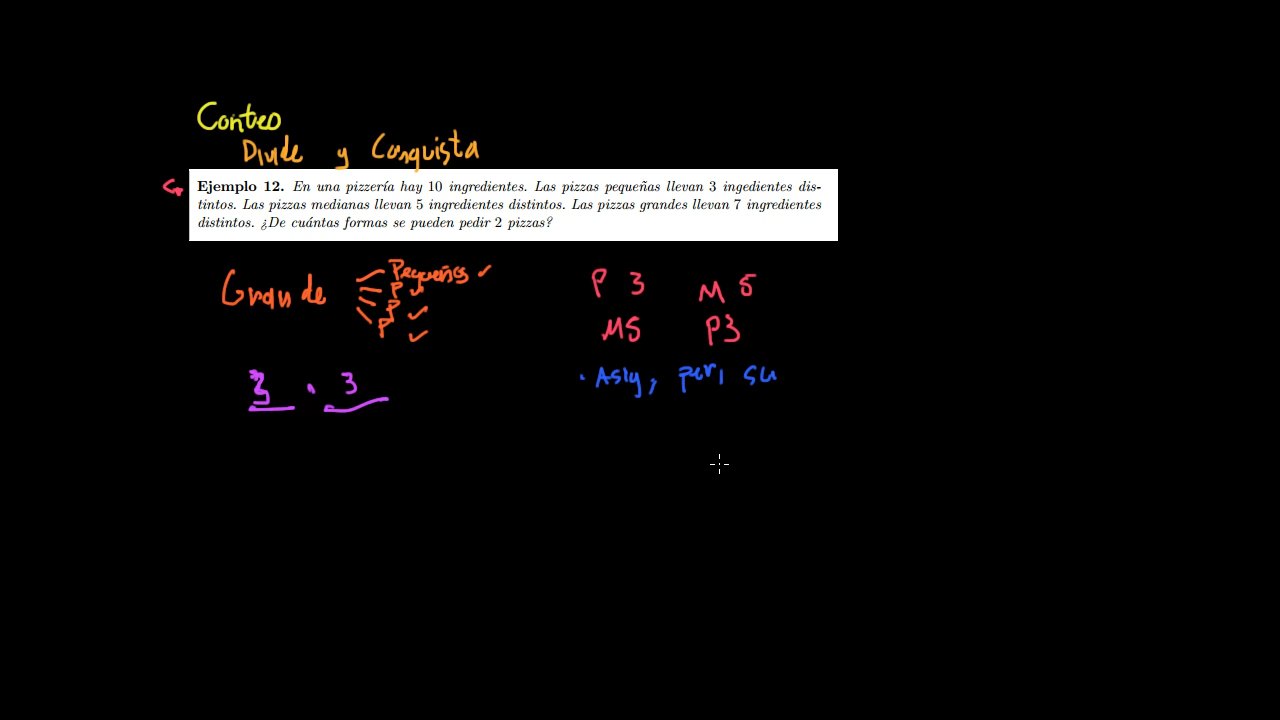 Conteo
Divide y Conquista
Ejemplo 12. En una pizzería hay 10 ingredientes. Las pizzas pequeñas llevan 3 ingedientes dis-
tintos. Las pizzas medianas llevan 5 ingredientes distintos. Las pizzas grandes llevan 7 ingredientes
distintos. ¿De cuántas formas se pueden pedir 2 pizzas?
Grande
Pequeños ✓
P ✓
P ✓
P ✓
P 3 M 5
M5 P3
3 · 3